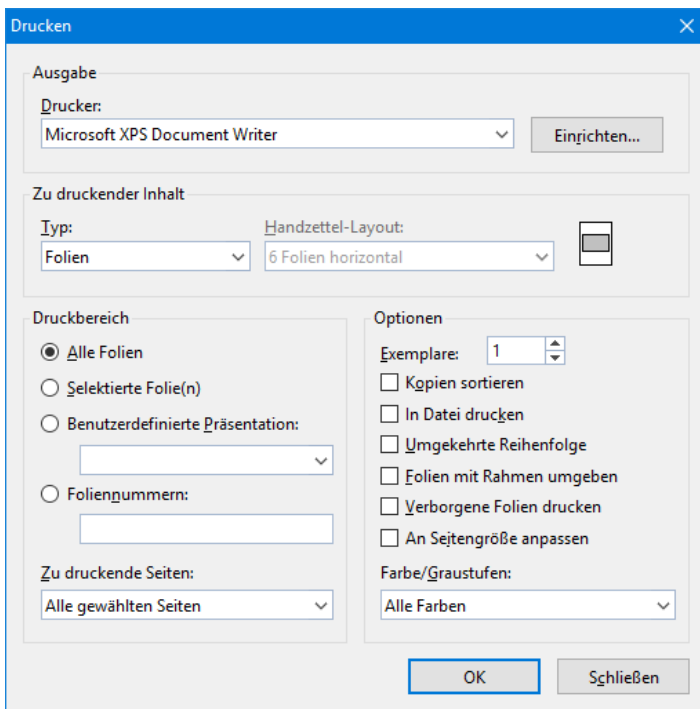 Drucken
Ausgabe
Drucker:
Microsoft XPS Document Writer
Einrichten...
Zu druckender Inhalt
Typ:
Handzettel-Layout:
Folien
6 Folien horizontal
Druckbereich
Alle Folien
Selektierte Folie(n)
Benutzerdefinierte Präsentation:
Foliennummern:
Zu druckende Seiten:
Alle gewählten Seiten
Optionen
Exemplare: 1
Kopien sortieren
In Datei drucken
Umgekehrte Reihenfolge
Folien mit Rahmen umgeben
Verborgene Folien drucken
An Seitengröße anpassen
Farbe/Graustufen:
Alle Farben
OK
Schließen